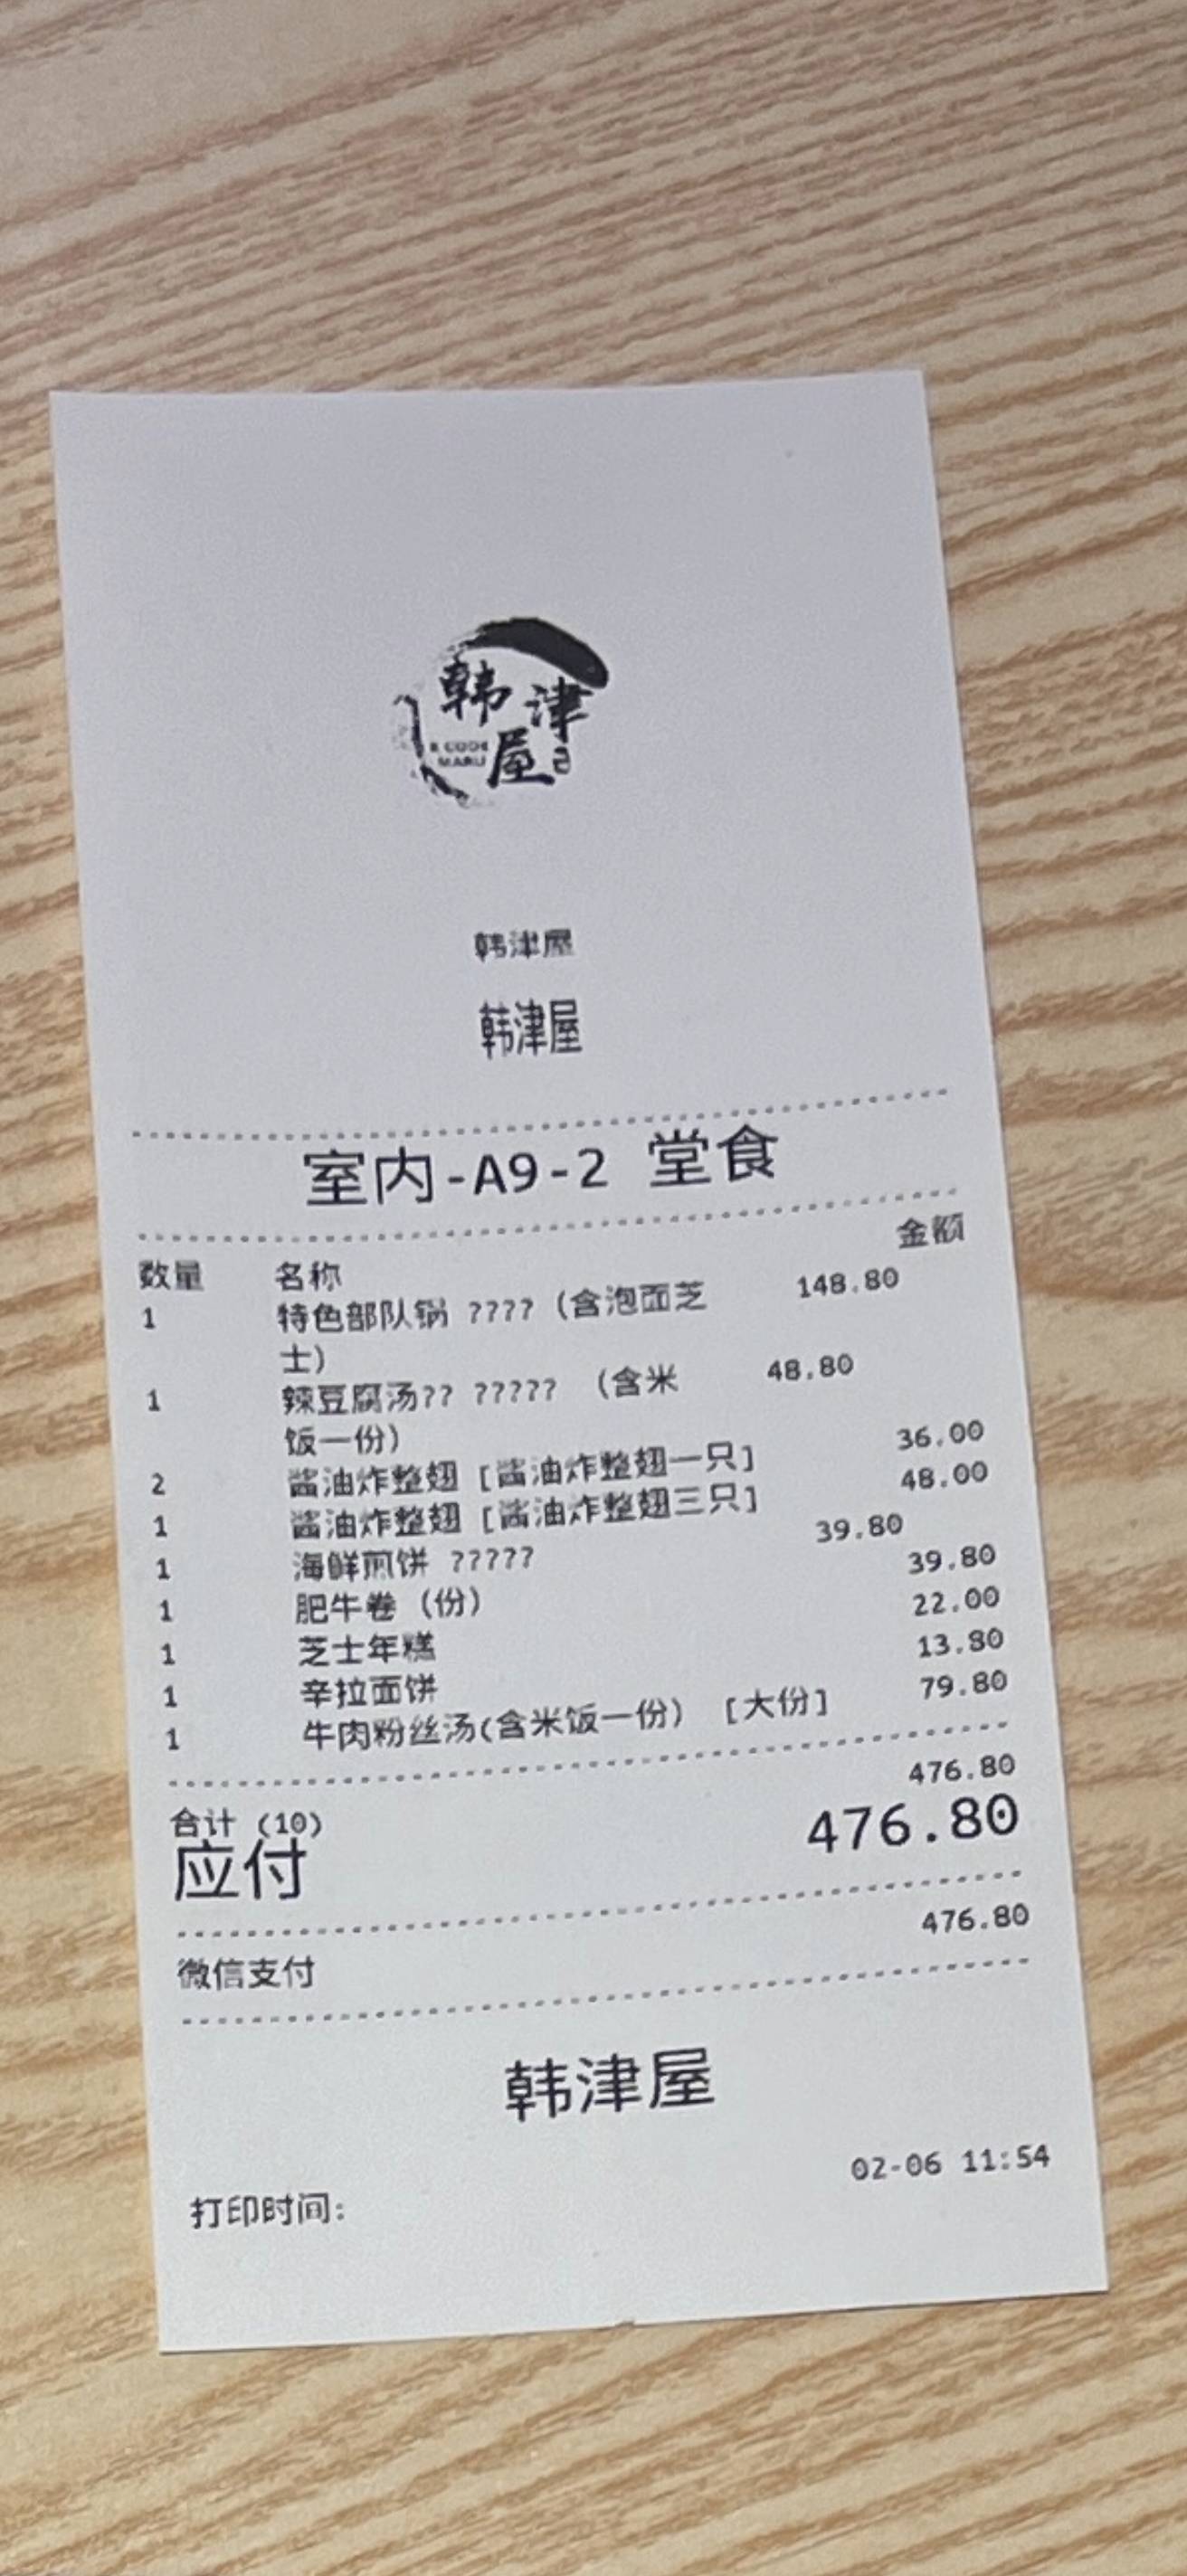 韩津
屋
韩津屋
韩津屋
室内-A9-2 堂食
数量 名称 金额
1 特色部队锅 ???? (含泡面芝 148.80
士)
1 辣豆腐汤?? ????? (含米 48.80
饭一份)
2 酱油炸整翅 [酱油炸整翅一只] 36.00
1 酱油炸整翅 [酱油炸整翅三只] 48.00
1 海鲜煎饼 ????? 39.80
1 肥牛卷 (份) 39.80
1 芝士年糕 22.00
1 辛拉面饼 13.80
1 牛肉粉丝汤(含米饭一份) [大份] 79.80
合计 (10) 476.80
应付 476.80
微信支付 476.80
韩津屋
打印时间: 02-06 11:54